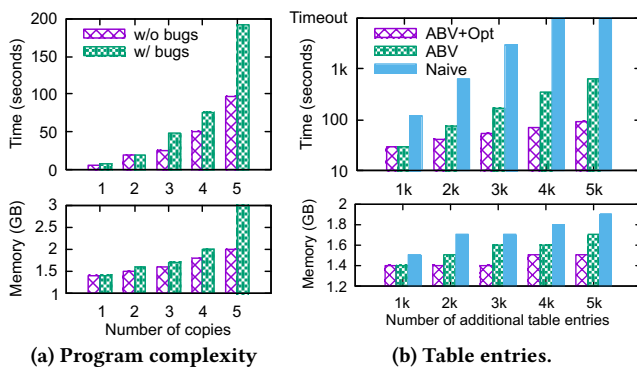 Time (seconds)
200
150
100
50
0
w/o bugs
w/ bugs
1 2 3 4 5
Memory (GB)
3
2.5
2
1.5
1
1 2 3 4 5
Number of copies
(a) Program complexity
Time (seconds)
Timeout
1k
100
10
ABV+Opt
ABV
Naive
1k 2k 3k 4k 5k
Memory (GB)
2
1.8
1.6
1.4
1.2
1k 2k 3k 4k 5k
Number of additional table entries
(b) Table entries.